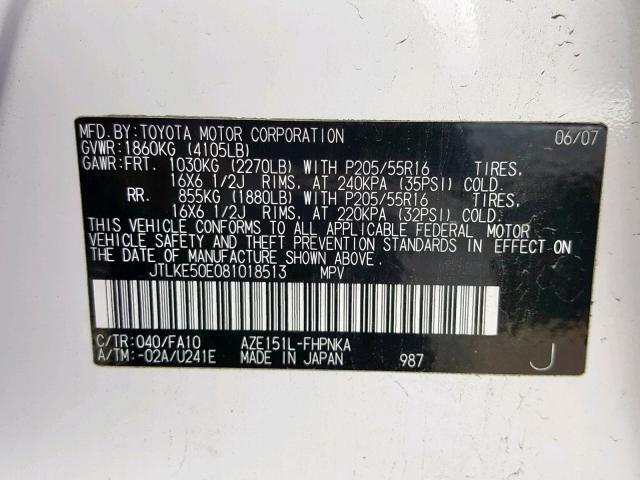 MFD. BY: TOYOTA MOTOR CORPORATION 06/07
GVWR: 1860KG (4105LB)
GAWR: FRT. 1030KG (2270LB) WITH P205/55R16 TIRES,
16X6 1/2J RIMS, AT 240KPA (35PSI) COLD.
RR. 855KG (1880LB) WITH P205/55R16 TIRES,
16X6 1/2J RIMS, AT 220KPA (32PSI) COLD.
THIS VEHICLE CONFORMS TO ALL APPLICABLE FEDERAL MOTOR
VEHICLE SAFETY AND THEFT PREVENTION STANDARDS IN EFFECT ON
THE DATE OF MANUFACTURE SHOWN ABOVE.
JTLKE50E081018513 MPV
C/TR: 040/FA10 AZE151L-FHPNKA
A/TM: -02A/U241E MADE IN JAPAN 987 J